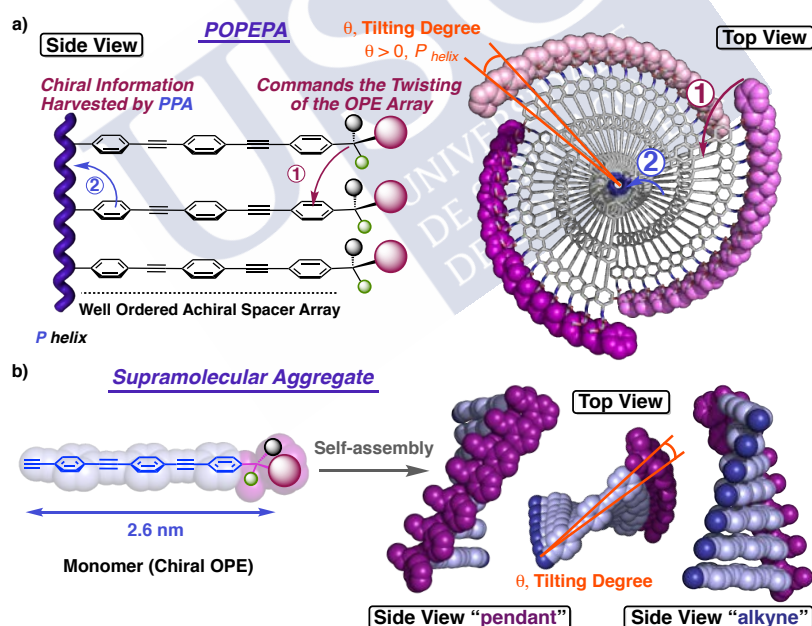 a)
POPEPA
Side View
θ, Tilting Degree
θ > 0, P helix
Top View
Chiral Information
Harvested by PPA
Commands the Twisting
of the OPE Array
1
2
1
2
Well Ordered Achiral Spacer Array
P helix
b)
Supramolecular Aggregate
Top View
Self-assembly
2.6 nm
Monomer (Chiral OPE)
θ, Tilting Degree
Side View "pendant"
Side View "alkyne"